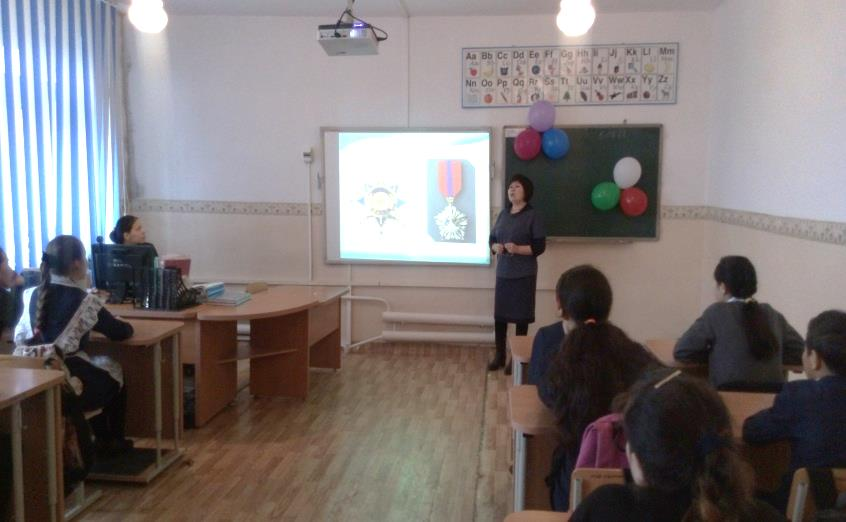 Aa Bb Cc Dd Ee Ff Gg Hh Ii Jj Kk Ll Mm
Nn Oo Pp Qq Rr Ss Tt Uu Vv Ww Xx Yy Zz